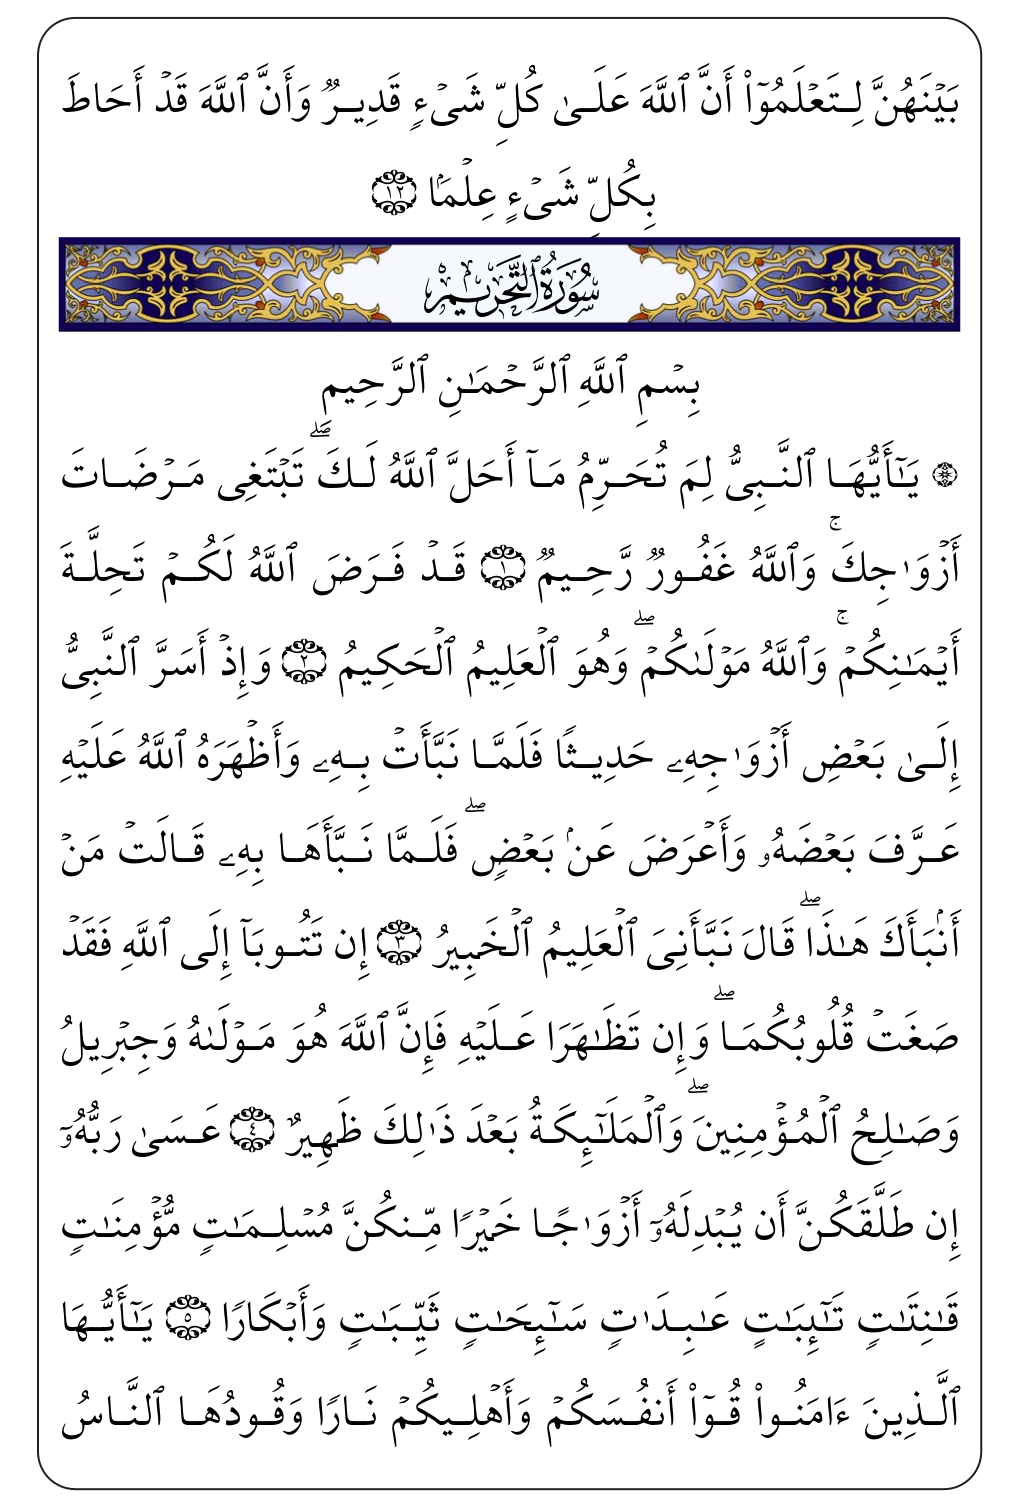 بَيۡنَهُنَّ لِتَعۡلَمُوٓاْ أَنَّ ٱللَّهَ عَلَىٰ كُلِّ شَيۡءٖ قَدِيرٞ وَأَنَّ ٱللَّهَ قَدۡ أَحَاطَ
بِكُلِّ شَيۡءٍ عِلۡمَۢا ١٢
سُورَةُ التَّحۡرِيمِ
بِسۡمِ ٱللَّهِ ٱلرَّحۡمَٰنِ ٱلرَّحِيمِ
۞ يَٰٓأَيُّهَا ٱلنَّبِيُّ لِمَ تُحَرِّمُ مَآ أَحَلَّ ٱللَّهُ لَكَۖ تَبۡتَغِي مَرۡضَاتَ
أَزۡوَٰجِكَۚ وَٱللَّهُ غَفُورٞ رَّحِيمٞ ١ قَدۡ فَرَضَ ٱللَّهُ لَكُمۡ تَحِلَّةَ
أَيۡمَٰنِكُمۡۚ وَٱللَّهُ مَوۡلَىٰكُمۡۖ وَهُوَ ٱلۡعَلِيمُ ٱلۡحَكِيمُ ٢ وَإِذۡ أَسَرَّ ٱلنَّبِيُّ
إِلَىٰ بَعۡضِ أَزۡوَٰجِهِۦ حَدِيثٗا فَلَمَّا نَبَّأَتۡ بِهِۦ وَأَظۡهَرَهُ ٱللَّهُ عَلَيۡهِ
عَرَّفَ بَعۡضَهُۥ وَأَعۡرَضَ عَنۢ بَعۡضٖۖ فَلَمَّا نَبَّأَهَا بِهِۦ قَالَتۡ مَنۡ
أَنۢبَأَكَ هَٰذَاۖ قَالَ نَبَّأَنِيَ ٱلۡعَلِيمُ ٱلۡخَبِيرُ ٣ إِن تَتُوبَآ إِلَى ٱللَّهِ فَقَدۡ
صَغَتۡ قُلُوبُكُمَاۖ وَإِن تَظَٰهَرَا عَلَيۡهِ فَإِنَّ ٱللَّهَ هُوَ مَوۡلَىٰهُ وَجِبۡرِيلُ
وَصَٰلِحُ ٱلۡمُؤۡمِنِينَۖ وَٱلۡمَلَٰٓئِكَةُ بَعۡدَ ذَٰلِكَ ظَهِيرٌ ٤ عَسَىٰ رَبُّهُۥٓ
إِن طَلَّقَكُنَّ أَن يُبۡدِلَهُۥٓ أَزۡوَٰجًا خَيۡرٗا مِّنكُنَّ مُسۡلِمَٰتٖ مُّؤۡمِنَٰتٖ
قَٰنِتَٰتٖ تَٰٓئِبَٰتٍ عَٰبِدَٰتٖ سَٰٓئِحَٰتٖ ثَيِّبَٰتٖ وَأَبۡكَارٗا ٥ يَٰٓأَيُّهَا
ٱلَّذِينَ ءَامَنُواْ قُوٓاْ أَنفُسَكُمۡ وَأَهۡلِيكُمۡ نَارٗا وَقُودُهَا ٱلنَّاسُ